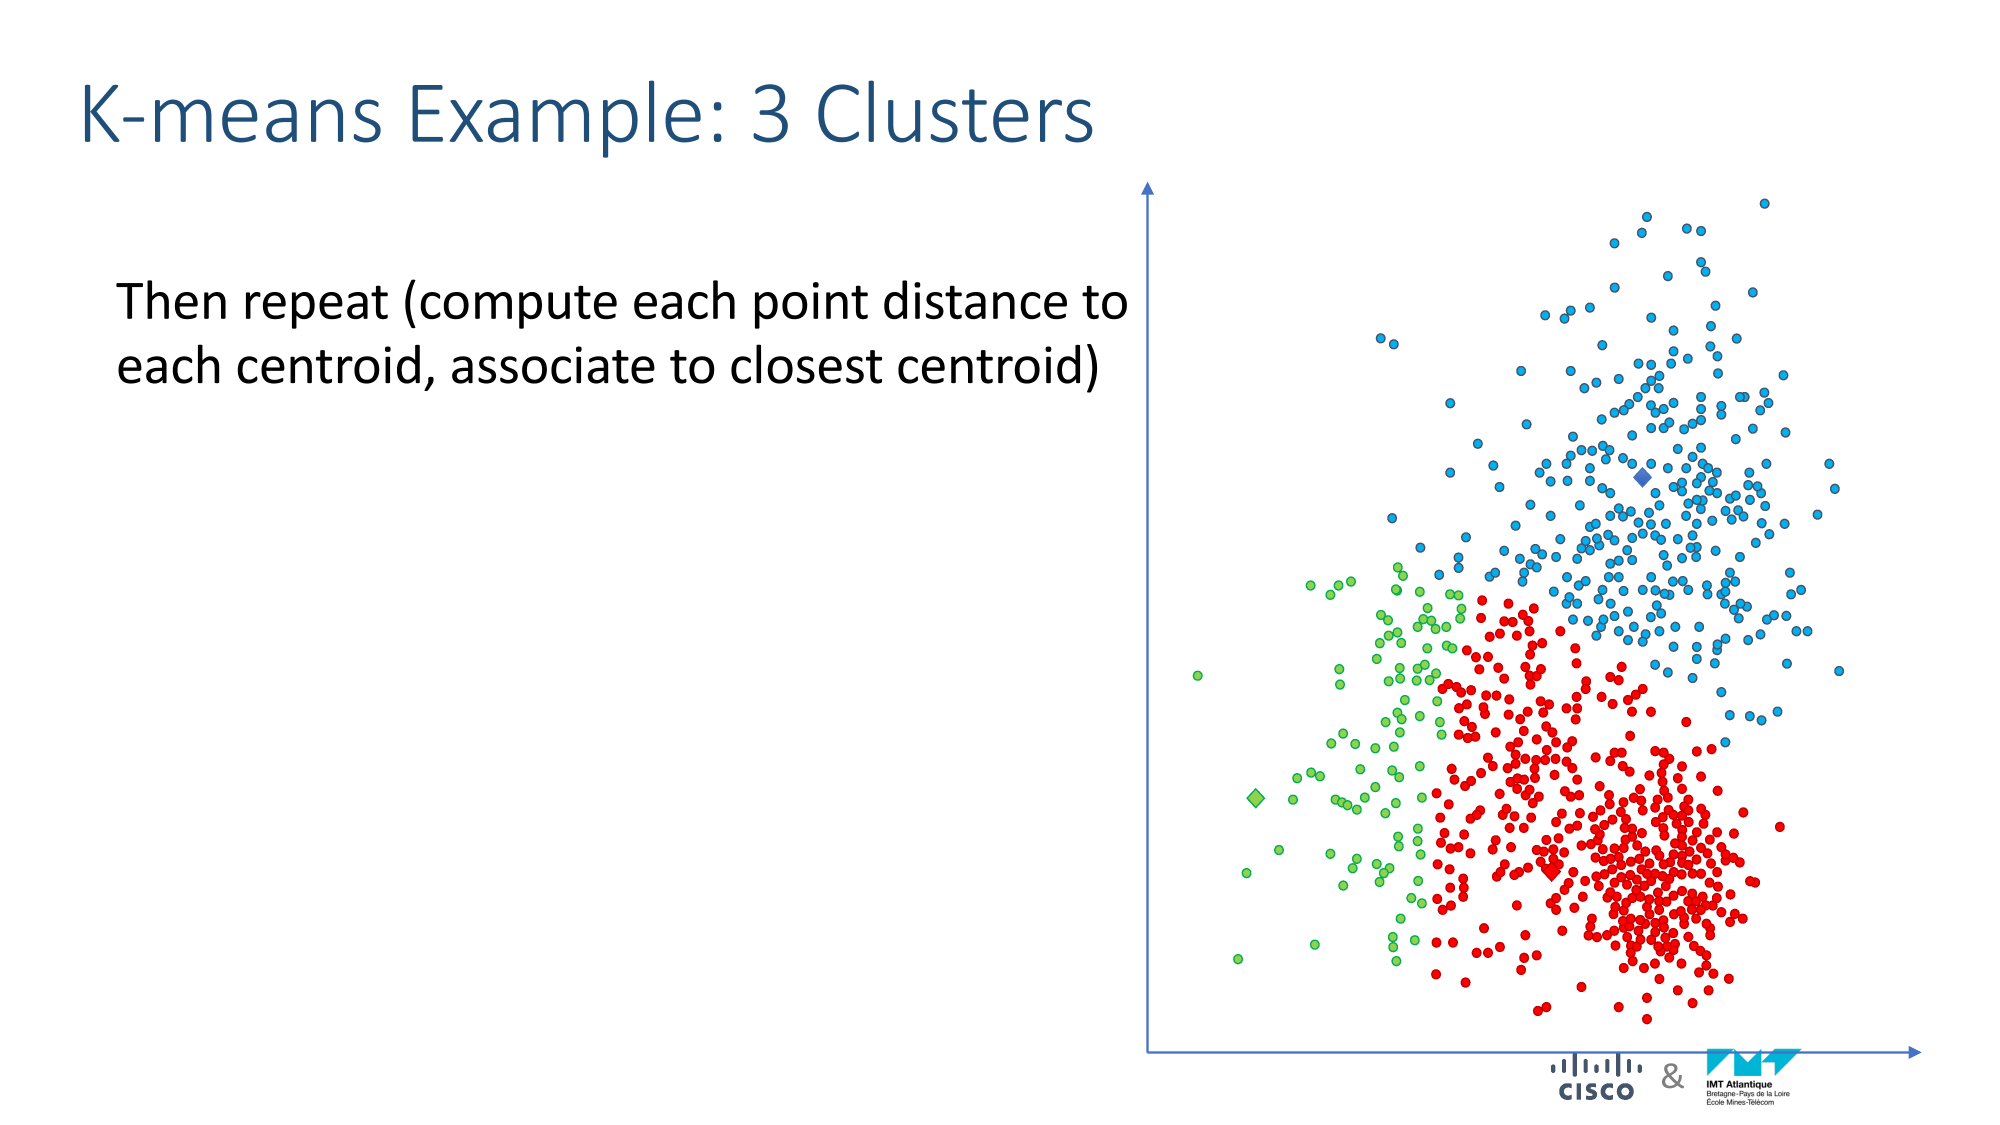 K-means Example: 3 Clusters
Then repeat (compute each point distance to
each centroid, associate to closest centroid)
CISCO
&
IMT Atlantique
Bretagne-Pays de la Loire
École Mines-Télécom